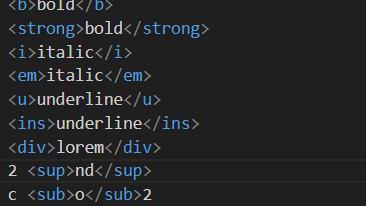 <b>bold</b>
<strong>bold</strong>
<i>italic</i>
<em>italic</em>
<u>underline</u>
<ins>underline</ins>
<div>lorem</div>
2 <sup>nd</sup>
c <sub>o</sub>2